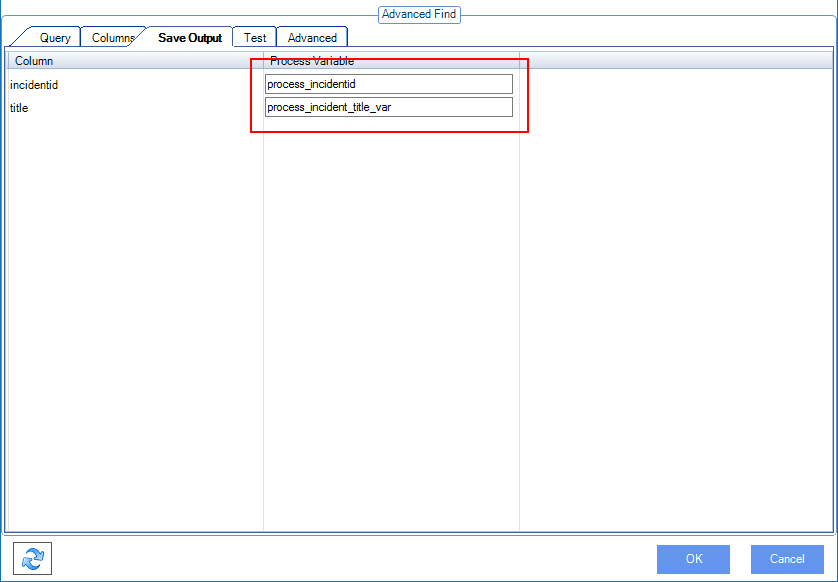 Advanced Find
Query Columns Save Output Test Advanced
Column Process Variable
incidentid process_incidentid
title process_incident_title_var
OK Cancel